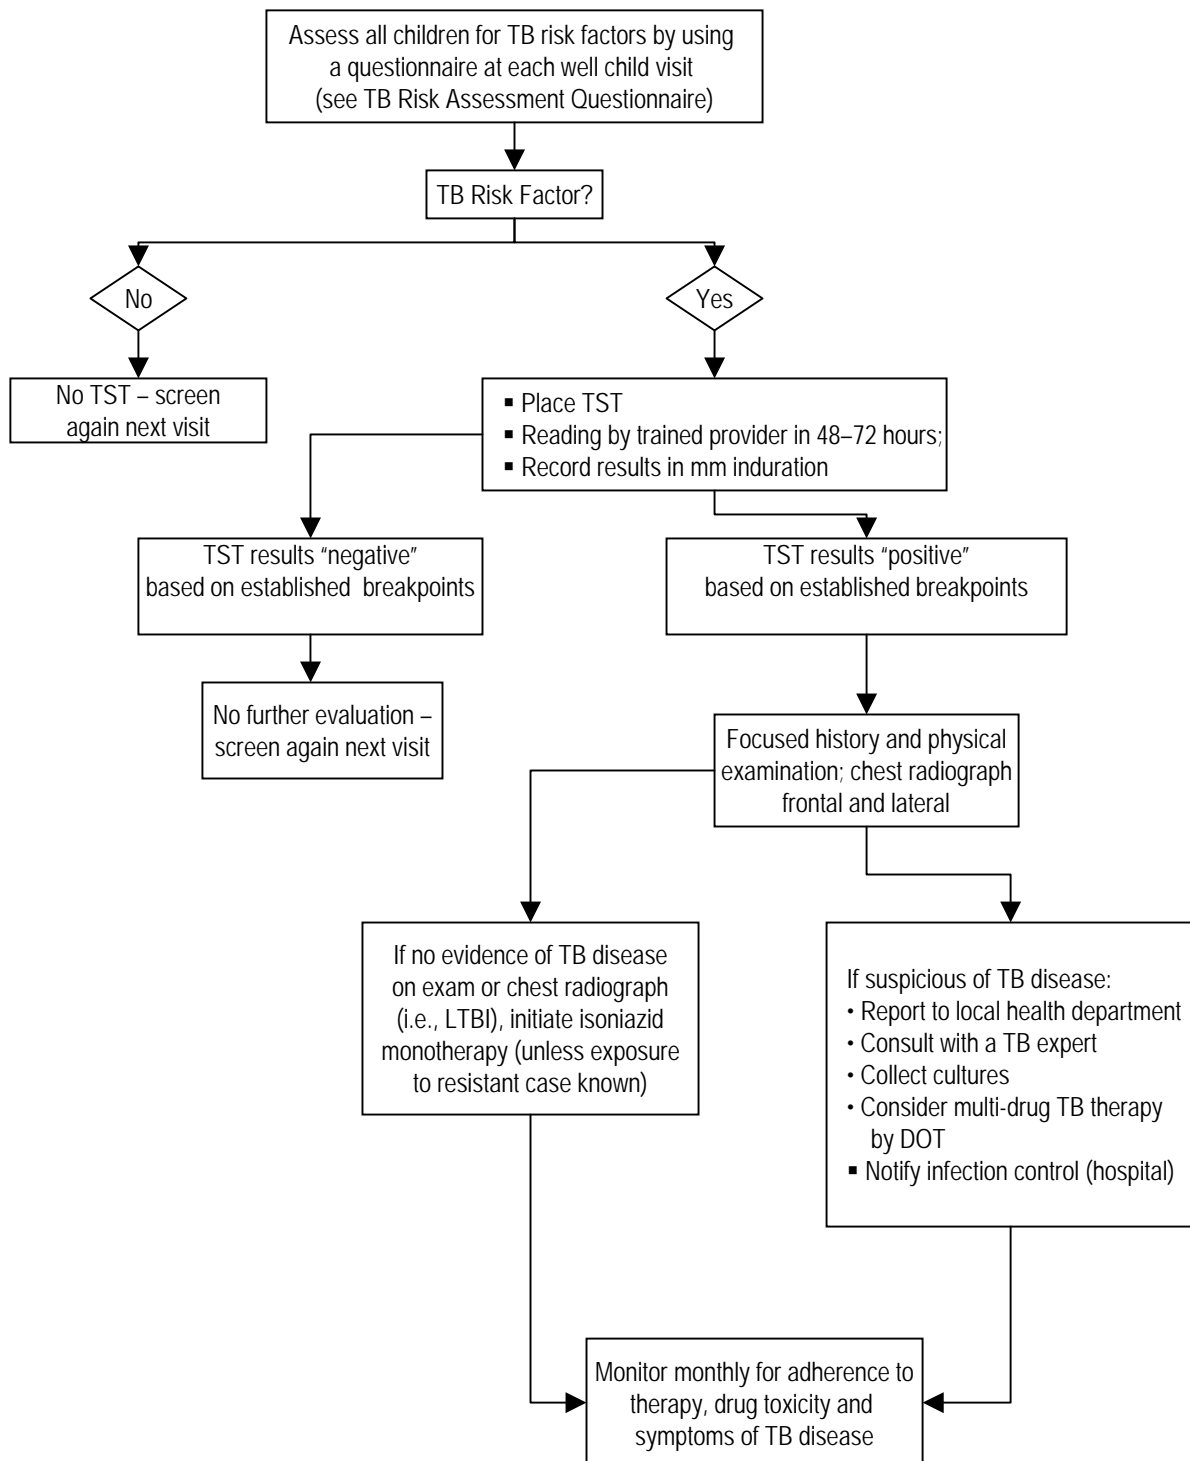 Assess all children for TB risk factors by using
a questionnaire at each well child visit
(see TB Risk Assessment Questionnaire)
TB Risk Factor?
No
Yes
No TST – screen
again next visit
▪ Place TST
▪ Reading by trained provider in 48–72 hours;
▪ Record results in mm induration
TST results “negative”
based on established breakpoints
TST results “positive”
based on established breakpoints
No further evaluation –
screen again next visit
Focused history and physical
examination; chest radiograph
frontal and lateral
If no evidence of TB disease
on exam or chest radiograph
(i.e., LTBI), initiate isoniazid
monotherapy (unless exposure
to resistant case known)
If suspicious of TB disease:
• Report to local health department
• Consult with a TB expert
• Collect cultures
• Consider multi-drug TB therapy
by DOT
▪ Notify infection control (hospital)
Monitor monthly for adherence to
therapy, drug toxicity and
symptoms of TB disease